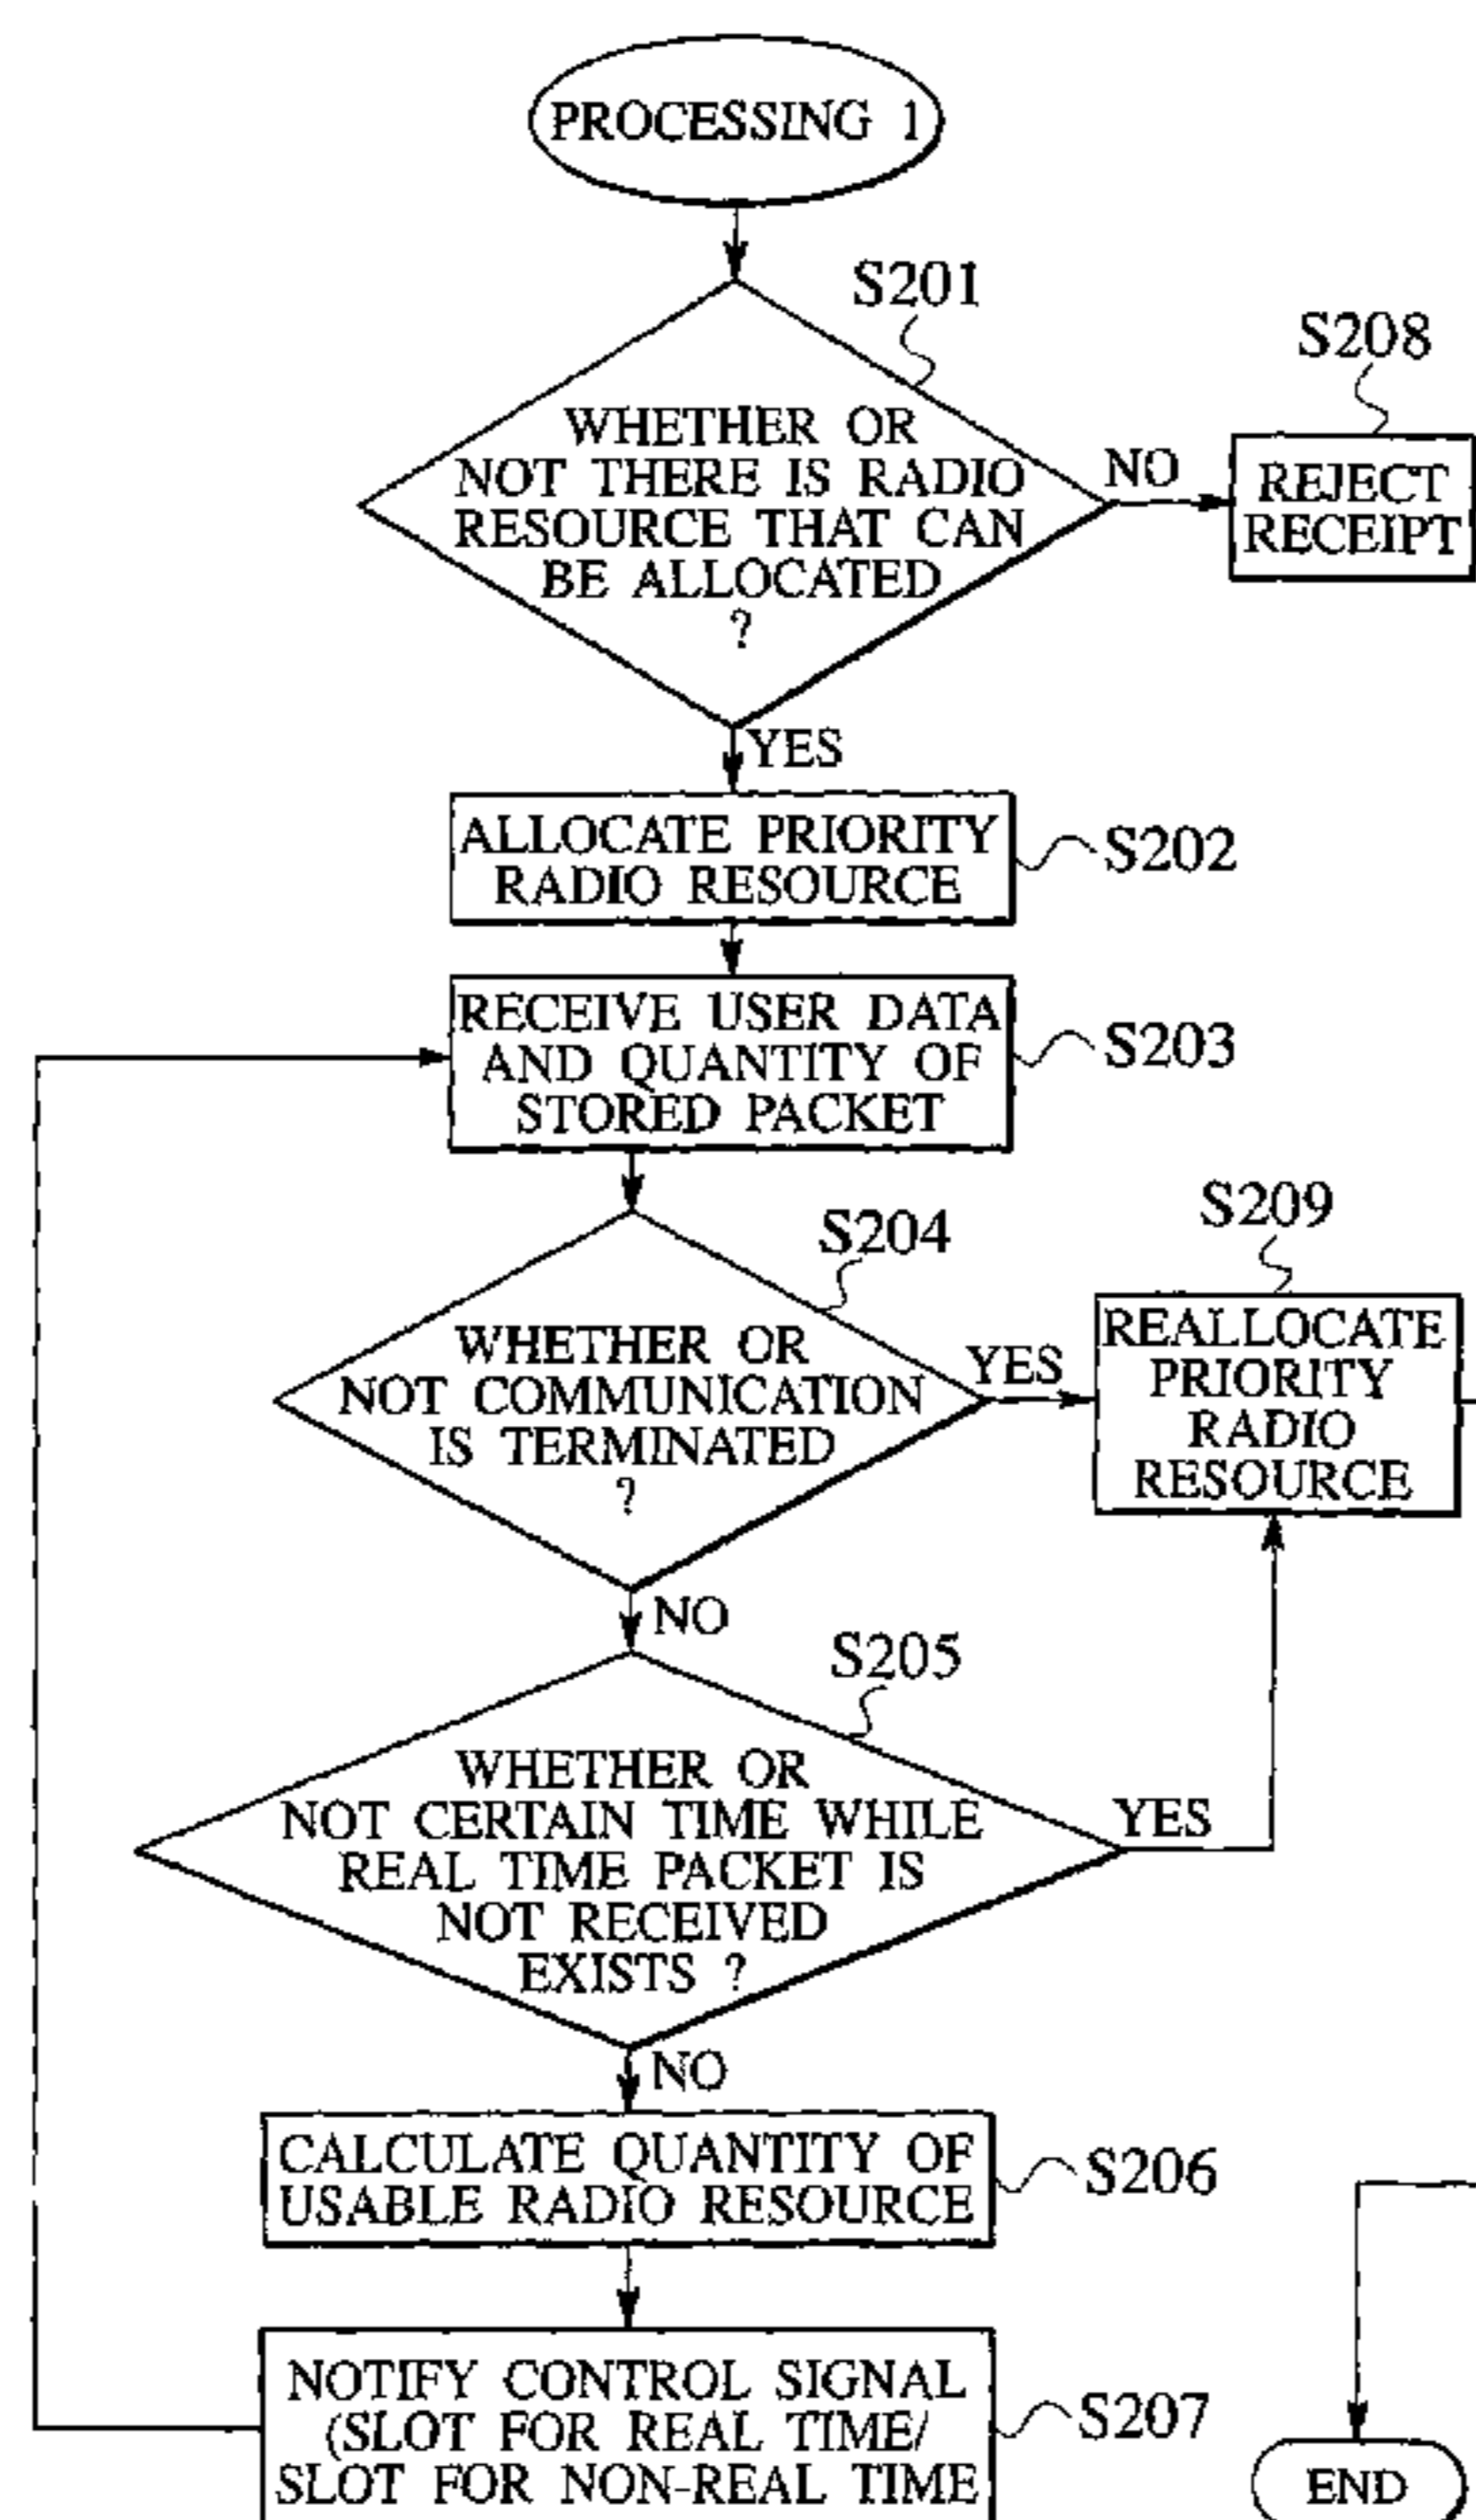 PROCESSING 1
S201
WHETHER OR
NOT THERE IS RADIO
RESOURCE THAT CAN
BE ALLOCATED
?
NO
S208
REJECT
RECEIPT
YES
ALLOCATE PRIORITY
RADIO RESOURCE
S202
RECEIVE USER DATA
AND QUANTITY OF
STORED PACKET
S203
S204
WHETHER OR
NOT COMMUNICATION
IS TERMINATED
?
YES
S209
REALLOCATE
PRIORITY
RADIO
RESOURCE
NO
S205
WHETHER OR
NOT CERTAIN TIME WHILE
REAL TIME PACKET IS
NOT RECEIVED
EXISTS ?
YES
NO
CALCULATE QUANTITY OF
USABLE RADIO RESOURCE
S206
NOTIFY CONTROL SIGNAL
(SLOT FOR REAL TIME/
SLOT FOR NON-REAL TIME
S207
END